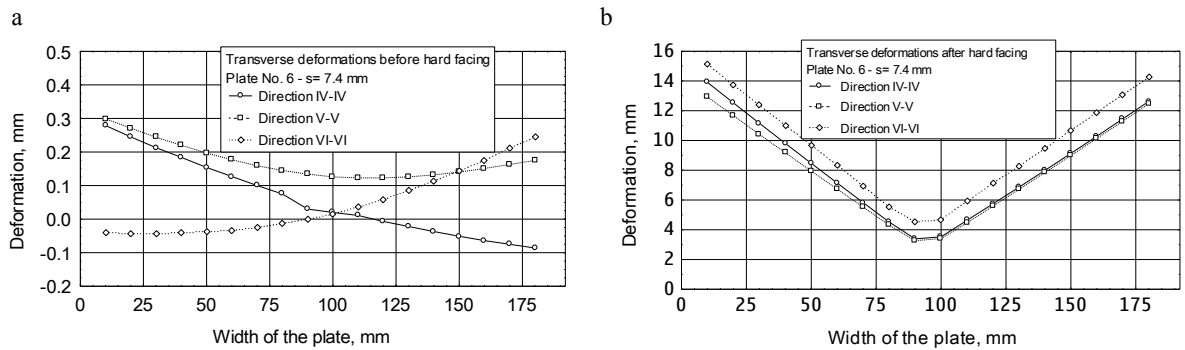 a
Transverse deformations before hard facing
Plate No. 6 - s= 7.4 mm
Direction IV-IV
Direction V-V
Direction VI-VI
Deformation, mm
0.5
0.4
0.3
0.2
0.1
0.0
-0.1
-0.2
0 25 50 75 100 125 150 175
Width of the plate, mm
b
Transverse deformations after hard facing
Plate No. 6 - s= 7.4 mm
Direction IV-IV
Direction V-V
Direction VI-VI
Deformation, mm
16
14
12
10
8
6
4
2
0
0 25 50 75 100 125 150 175
Width of the plate, mm